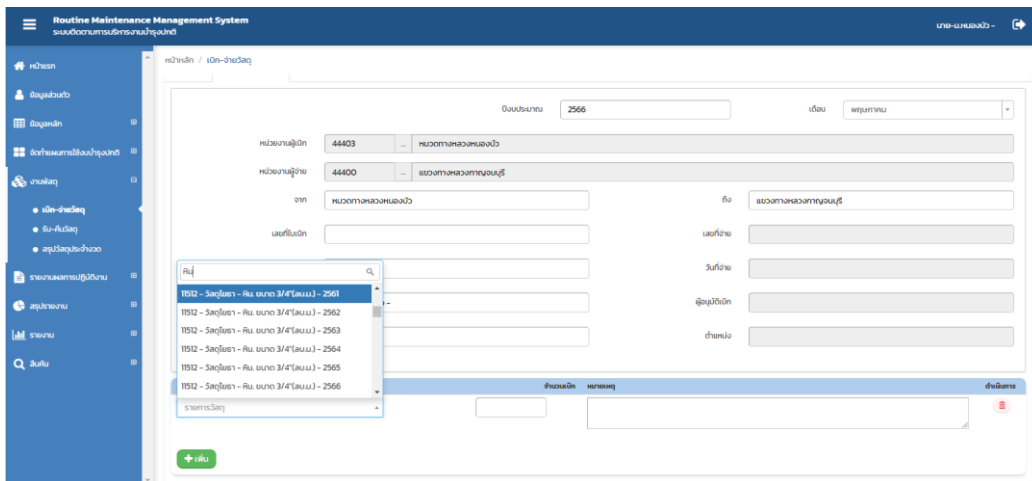 Routine Maintenance Management System
ระบบติดตามการบริหารงานบำรุงปกติ
นาย-น.หนองบัว -
หน้าแรก
ข้อมูลส่วนตัว
ข้อมูลหลัก
จัดทำแผนการใช้งบบำรุงปกติ
งานพัสดุ
เบิก-จ่ายวัสดุ
รับ-คืนวัสดุ
สรุปวัสดุประจำงวด
รายงานผลการปฏิบัติงาน
สรุปรายงาน
รายงาน
สืบค้น
หน้าหลัก / เบิก-จ่ายวัสดุ
ปีงบประมาณ 2566 เดือน พฤษภาคม
หน่วยงานผู้เบิก 44403 ... หมวดทางหลวงหนองบัว
หน่วยงานผู้จ่าย 44400 ... แขวงทางหลวงกาญจนบุรี
จาก หมวดทางหลวงหนองบัว ถึง แขวงทางหลวงกาญจนบุรี
เลขที่ใบเบิก เลขที่จ่าย
วันที่จ่าย
ผู้อนุมัติเบิก
ตำแหน่ง
หิน
11512 - วัสดุโยธา - หิน. ขนาด 3/4"(ลบ.ม.) - 2561
11512 - วัสดุโยธา - หิน. ขนาด 3/4"(ลบ.ม.) - 2562
11512 - วัสดุโยธา - หิน. ขนาด 3/4"(ลบ.ม.) - 2563
11512 - วัสดุโยธา - หิน. ขนาด 3/4"(ลบ.ม.) - 2564
11512 - วัสดุโยธา - หิน. ขนาด 3/4"(ลบ.ม.) - 2565
11512 - วัสดุโยธา - หิน. ขนาด 3/4"(ลบ.ม.) - 2566
จำนวนเบิก หมายเหตุ ดำเนินการ
รายการวัสดุ
เพิ่ม